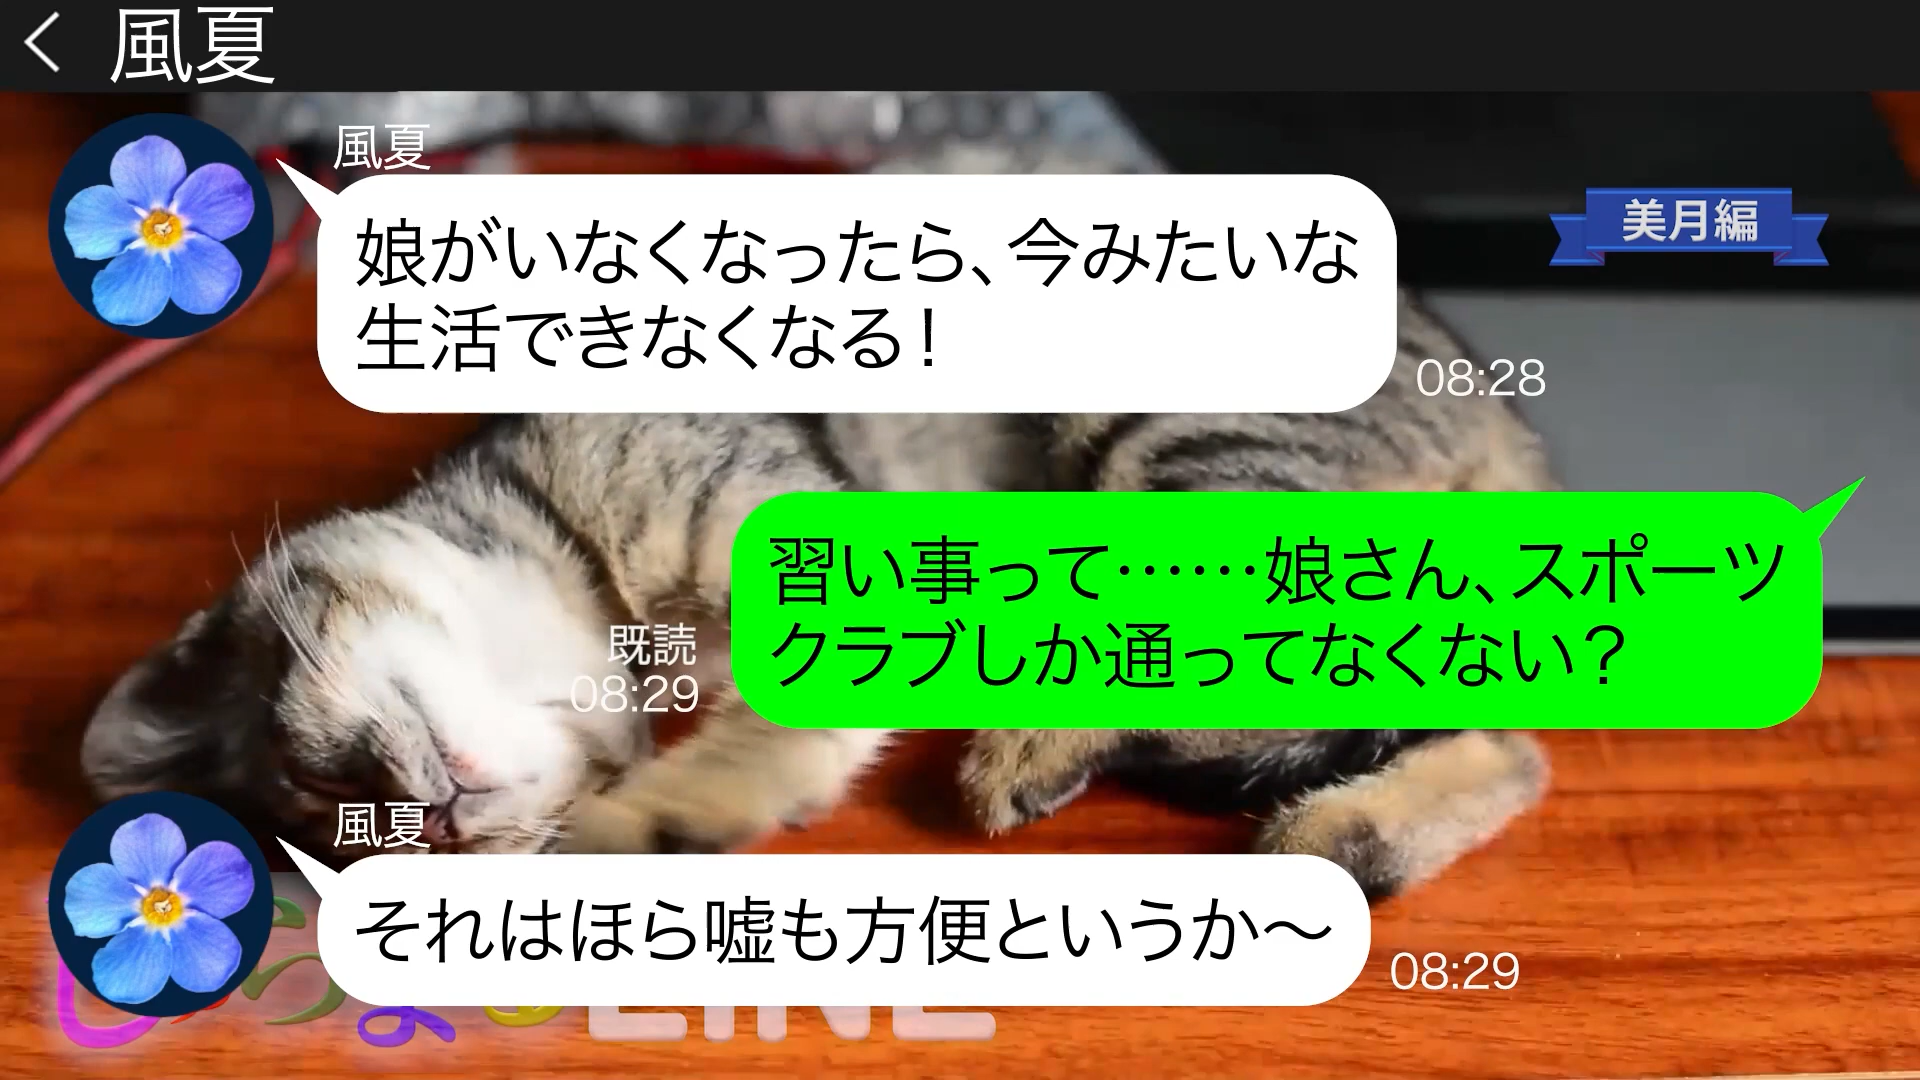 風夏
風夏
娘がいなくなったら、今みたいな
生活できなくなる！
08:28
美月編
習い事って……娘さん、スポーツ
クラブしか通ってなくない？
既読
08:29
風夏
それはほら嘘も方便というか〜
08:29
LINE